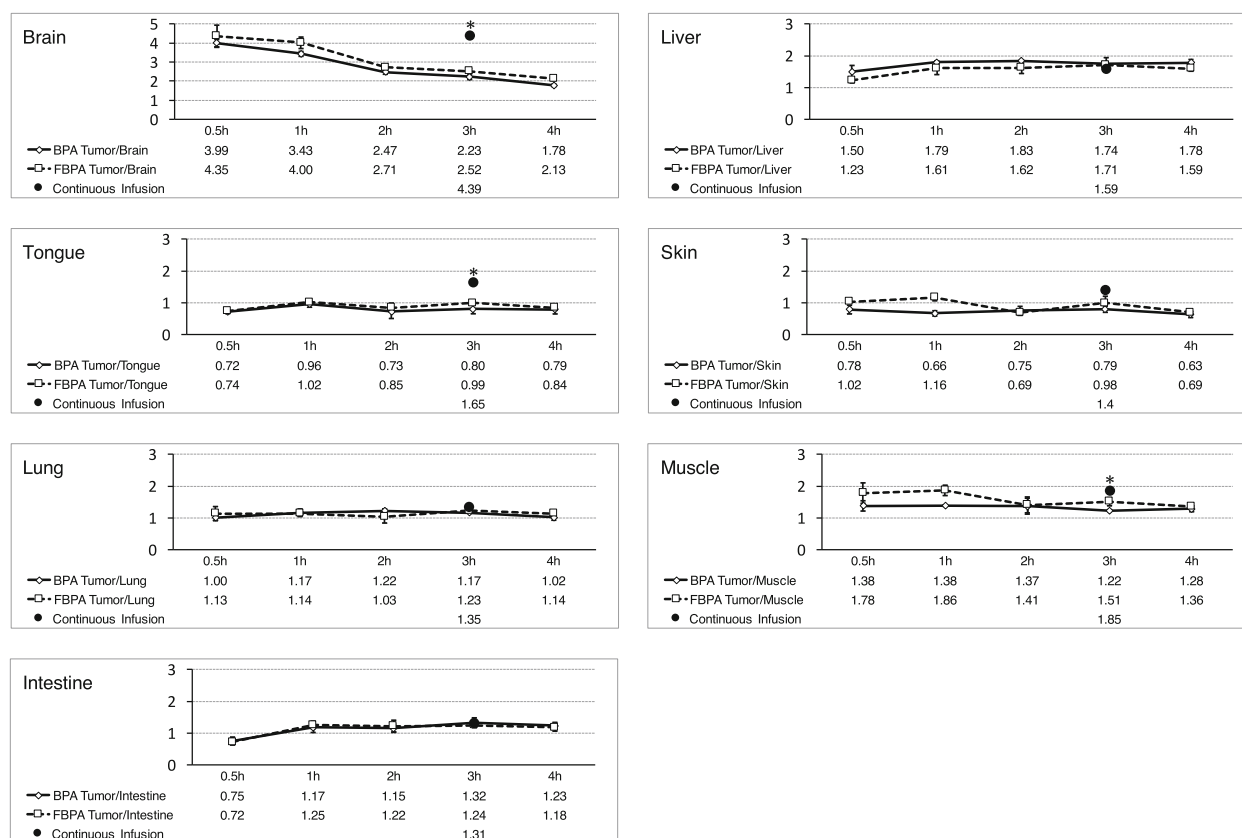 Brain
5
4
3
2
1
0
*
0.5h 1h 2h 3h 4h
BPA Tumor/Brain 3.99 3.43 2.47 2.23 1.78
FBPA Tumor/Brain 4.35 4.00 2.71 2.52 2.13
Continuous Infusion 4.39
Liver
3
2
1
0
0.5h 1h 2h 3h 4h
BPA Tumor/Liver 1.50 1.79 1.83 1.74 1.78
FBPA Tumor/Liver 1.23 1.61 1.62 1.71 1.59
Continuous Infusion 1.59
Tongue
3
2
1
0
*
0.5h 1h 2h 3h 4h
BPA Tumor/Tongue 0.72 0.96 0.73 0.80 0.79
FBPA Tumor/Tongue 0.74 1.02 0.85 0.99 0.84
Continuous Infusion 1.65
Skin
3
2
1
0
0.5h 1h 2h 3h 4h
BPA Tumor/Skin 0.78 0.66 0.75 0.79 0.63
FBPA Tumor/Skin 1.02 1.16 0.69 0.98 0.69
Continuous Infusion 1.4
Lung
3
2
1
0
0.5h 1h 2h 3h 4h
BPA Tumor/Lung 1.00 1.17 1.22 1.17 1.02
FBPA Tumor/Lung 1.13 1.14 1.03 1.23 1.14
Continuous Infusion 1.35
Muscle
3
2
1
0
*
0.5h 1h 2h 3h 4h
BPA Tumor/Muscle 1.38 1.38 1.37 1.22 1.28
FBPA Tumor/Muscle 1.78 1.86 1.41 1.51 1.36
Continuous Infusion 1.85
Intestine
3
2
1
0
0.5h 1h 2h 3h 4h
BPA Tumor/Intestine 0.75 1.17 1.15 1.32 1.23
FBPA Tumor/Intestine 0.72 1.25 1.22 1.24 1.18
Continuous Infusion 1.31